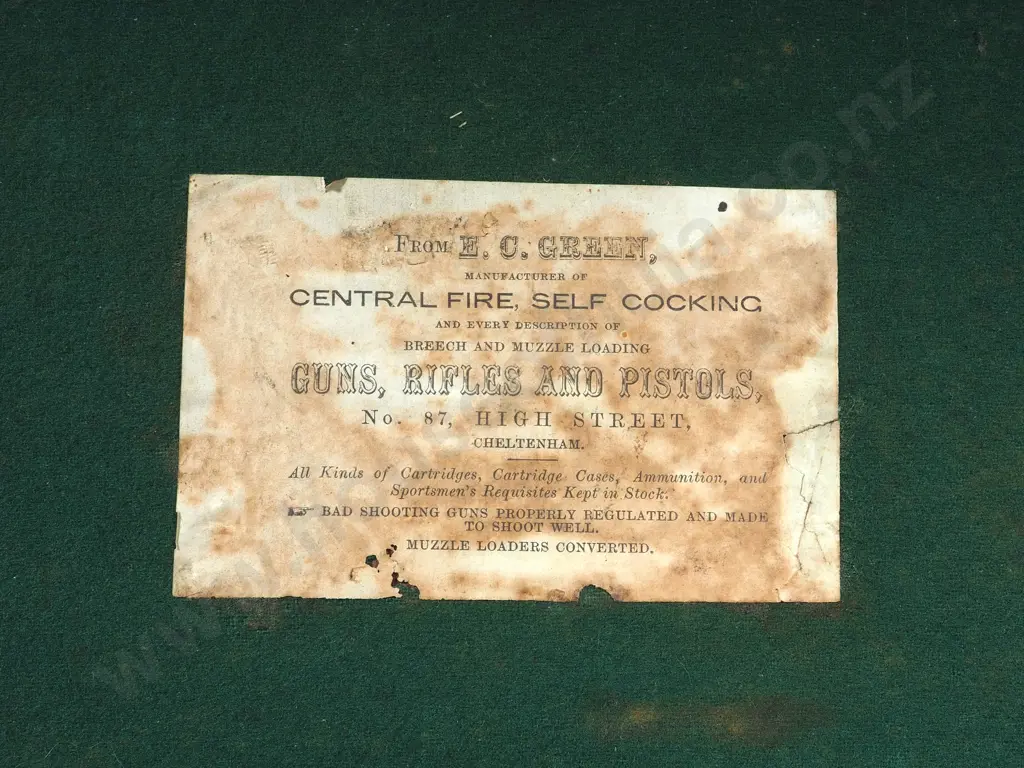 FROM E. C. GREEN,
MANUFACTURER OF
CENTRAL FIRE, SELF COCKING
AND EVERY DESCRIPTION OF
BREECH AND MUZZLE LOADING
GUNS, RIFLES AND PISTOLS,
No. 87, HIGH STREET,
CHELTENHAM.
All Kinds of Cartridges, Cartridge Cases, Ammunition, and
Sportsmen's Requisites Kept in Stock.
☞ BAD SHOOTING GUNS PROPERLY REGULATED AND MADE
TO SHOOT WELL.
MUZZLE LOADERS CONVERTED.